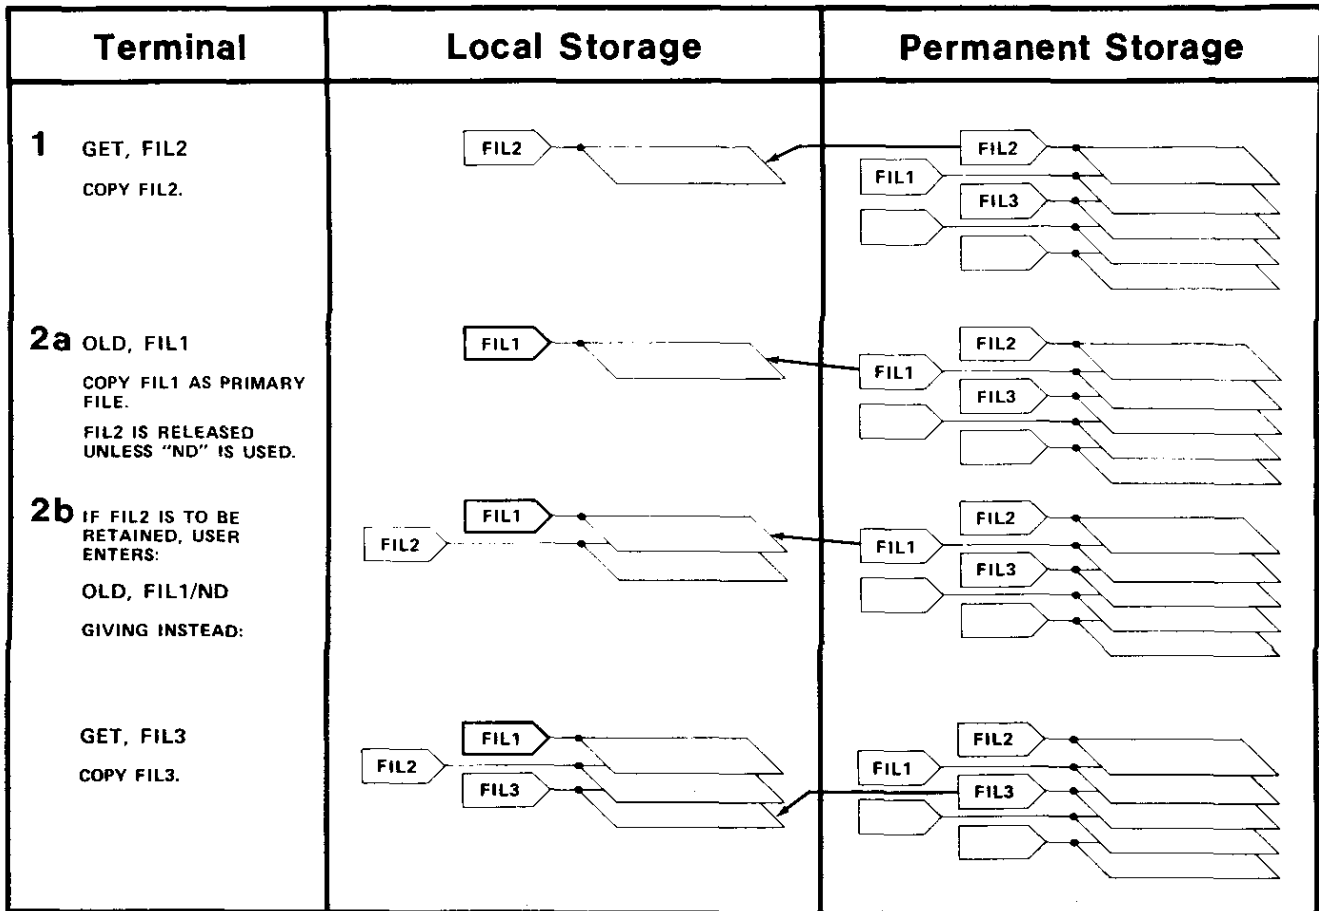 Terminal
Local Storage
Permanent Storage
1 GET, FIL2
COPY FIL2.
FIL2
FIL2
FIL1
FIL3
2a OLD, FIL1
COPY FIL1 AS PRIMARY
FILE.
FIL2 IS RELEASED
UNLESS "ND" IS USED.
FIL1
FIL2
FIL1
FIL3
2b IF FIL2 IS TO BE
RETAINED, USER
ENTERS:
OLD, FIL1/ND
GIVING INSTEAD:
FIL1
FIL2
FIL2
FIL1
FIL3
GET, FIL3
COPY FIL3.
FIL1
FIL2
FIL3
FIL2
FIL1
FIL3